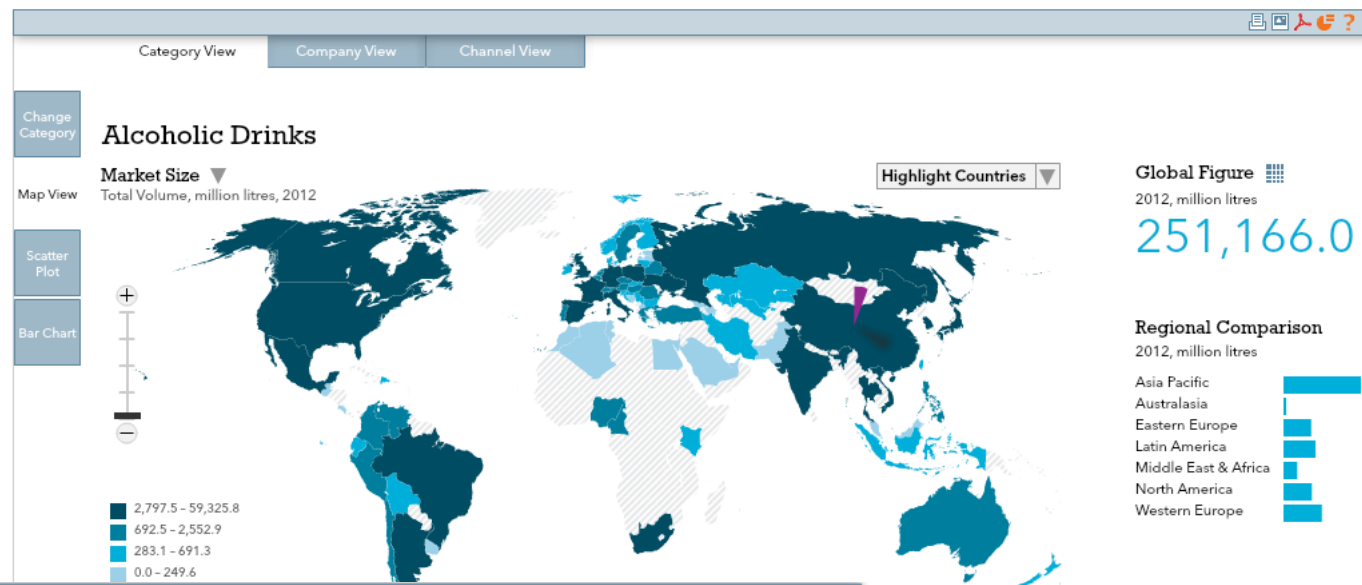 ?
Category View
Company View
Channel View
Change
Category
Map View
Scatter
Plot
Bar Chart
Alcoholic Drinks
Market Size
Total Volume, million litres, 2012
Highlight Countries
2,797.5 - 59,325.8
692.5 - 2,552.9
283.1 - 691.3
0.0 - 249.6
Global Figure
2012, million litres
251,166.0
Regional Comparison
2012, million litres
Asia Pacific
Australasia
Eastern Europe
Latin America
Middle East & Africa
North America
Western Europe